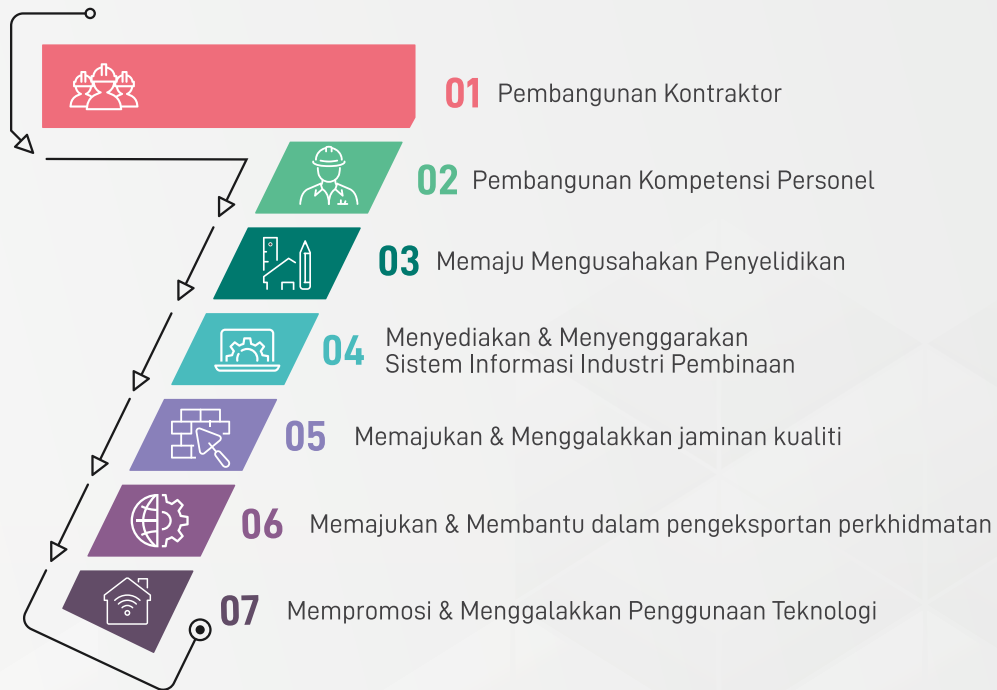 01 Pembangunan Kontraktor
02 Pembangunan Kompetensi Personel
03 Memaju Mengusahakan Penyelidikan
04 Menyediakan & Menyenggarakan
Sistem Informasi Industri Pembinaan
05 Memajukan & Menggalakkan jaminan kualiti
06 Memajukan & Membantu dalam pengeksportan perkhidmatan
07 Mempromosi & Menggalakkan Penggunaan Teknologi